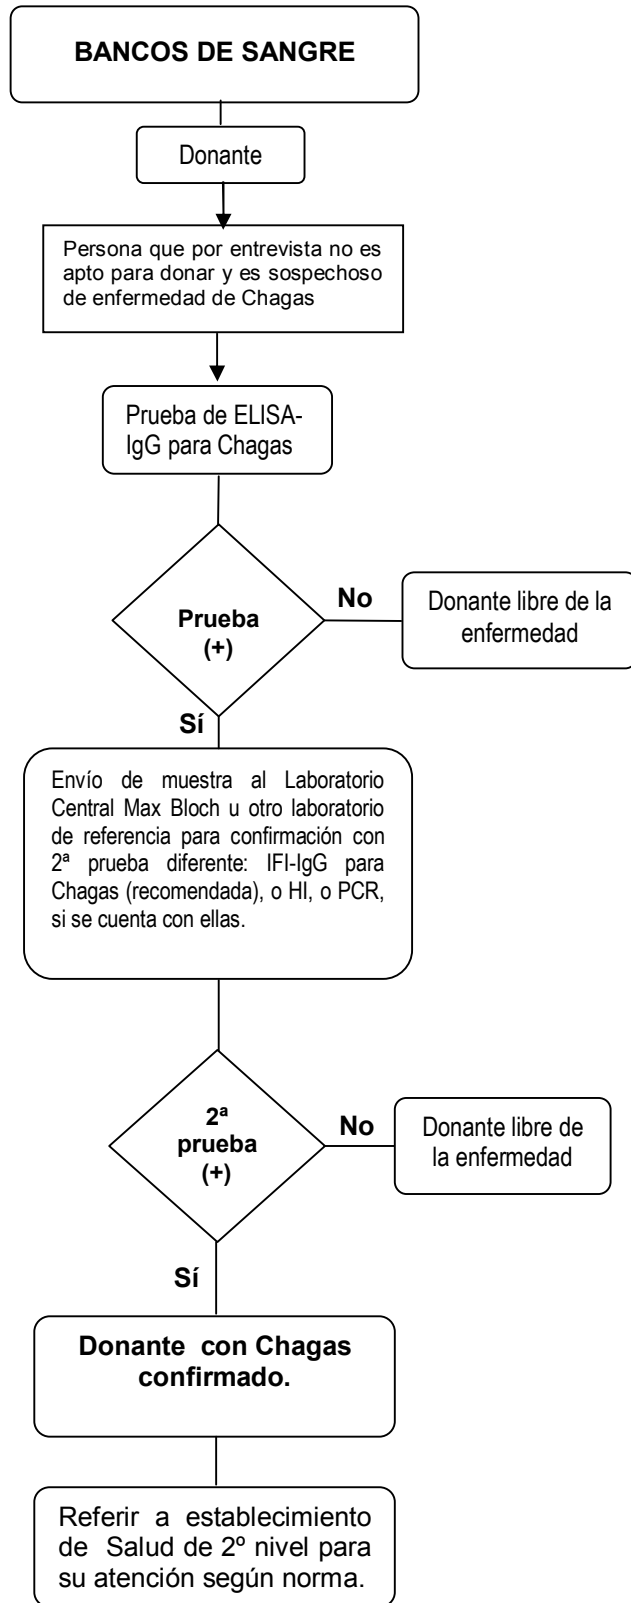 BANCOS DE SANGRE
Donante
Persona que por entrevista no es
apto para donar y es sospechoso
de enfermedad de Chagas
Prueba de ELISA-
IgG para Chagas
Prueba
(+)
No
Donante libre de la
enfermedad
Sí
Envío de muestra al Laboratorio
Central Max Bloch u otro laboratorio
de referencia para confirmación con
2ª prueba diferente: IFI-IgG para
Chagas (recomendada), o HI, o PCR,
si se cuenta con ellas.
2ª
prueba
(+)
No
Donante libre de
la enfermedad
Sí
Donante con Chagas
confirmado.
Referir a establecimiento
de Salud de 2º nivel para
su atención según norma.